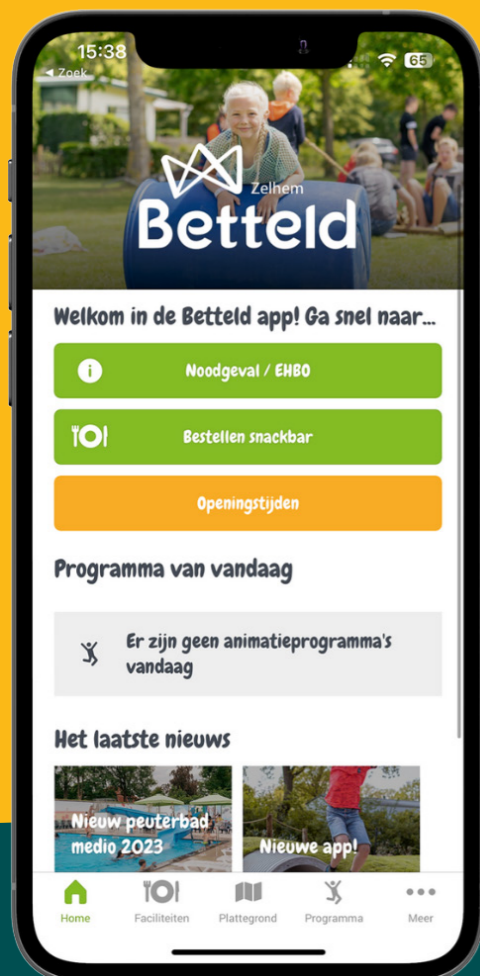 15:38
65
Zoek
Zelhem
Betteld
Welkom in de Betteld app! Ga snel naar...
Noodgeval / EHBO
Bestellen snackbar
Openingstijden
Programma van vandaag
Er zijn geen animatieprogramma's
vandaag
Het laatste nieuws
Nieuw peuterbad
medio 2023
Nieuwe app!
Home
Faciliteiten
Plattegrond
Programma
Meer